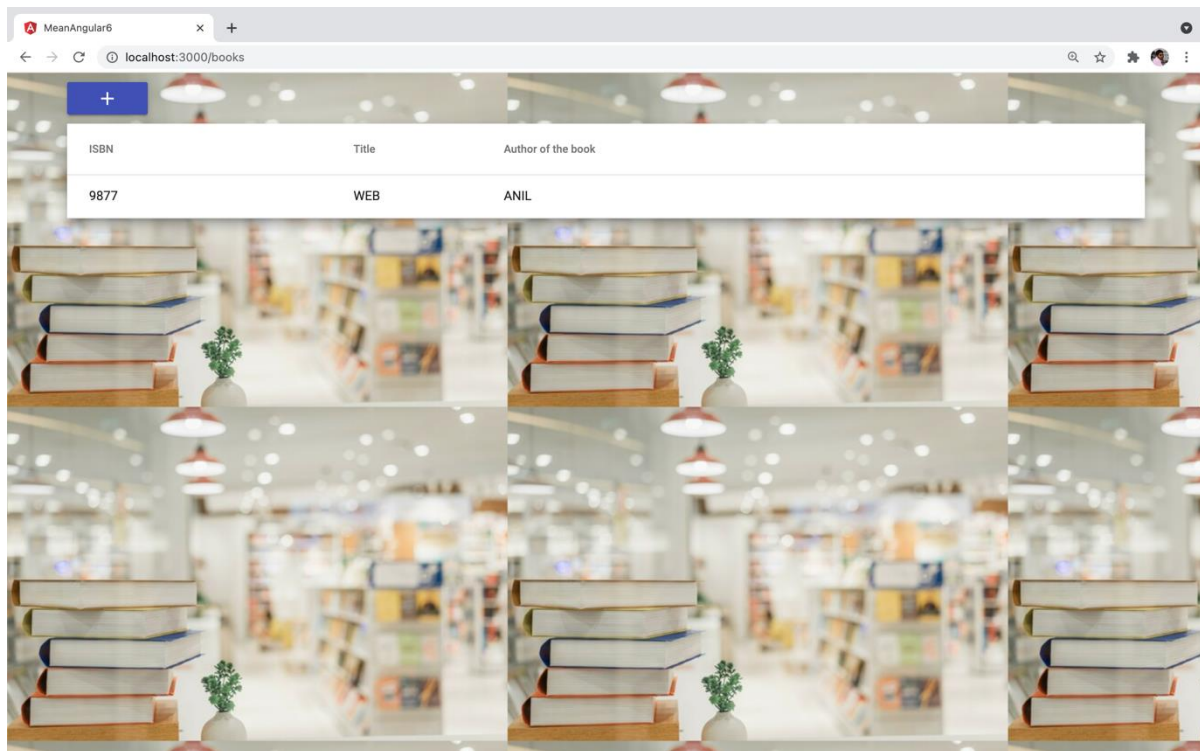 MeanAngular6
localhost:3000/books
ISBN Title Author of the book
9877 WEB ANIL